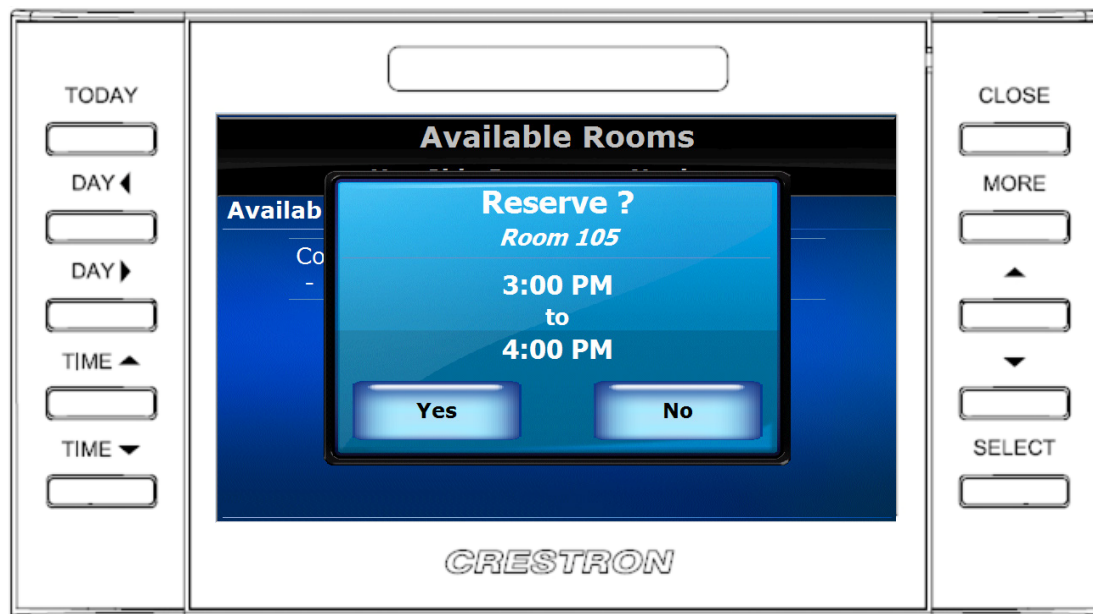 TODAY
DAY
DAY
TIME
TIME
Available Rooms
Availab
Co
-
Reserve ?
Room 105
3:00 PM
to
4:00 PM
Yes
No
CLOSE
MORE
SELECT
CRESTRON